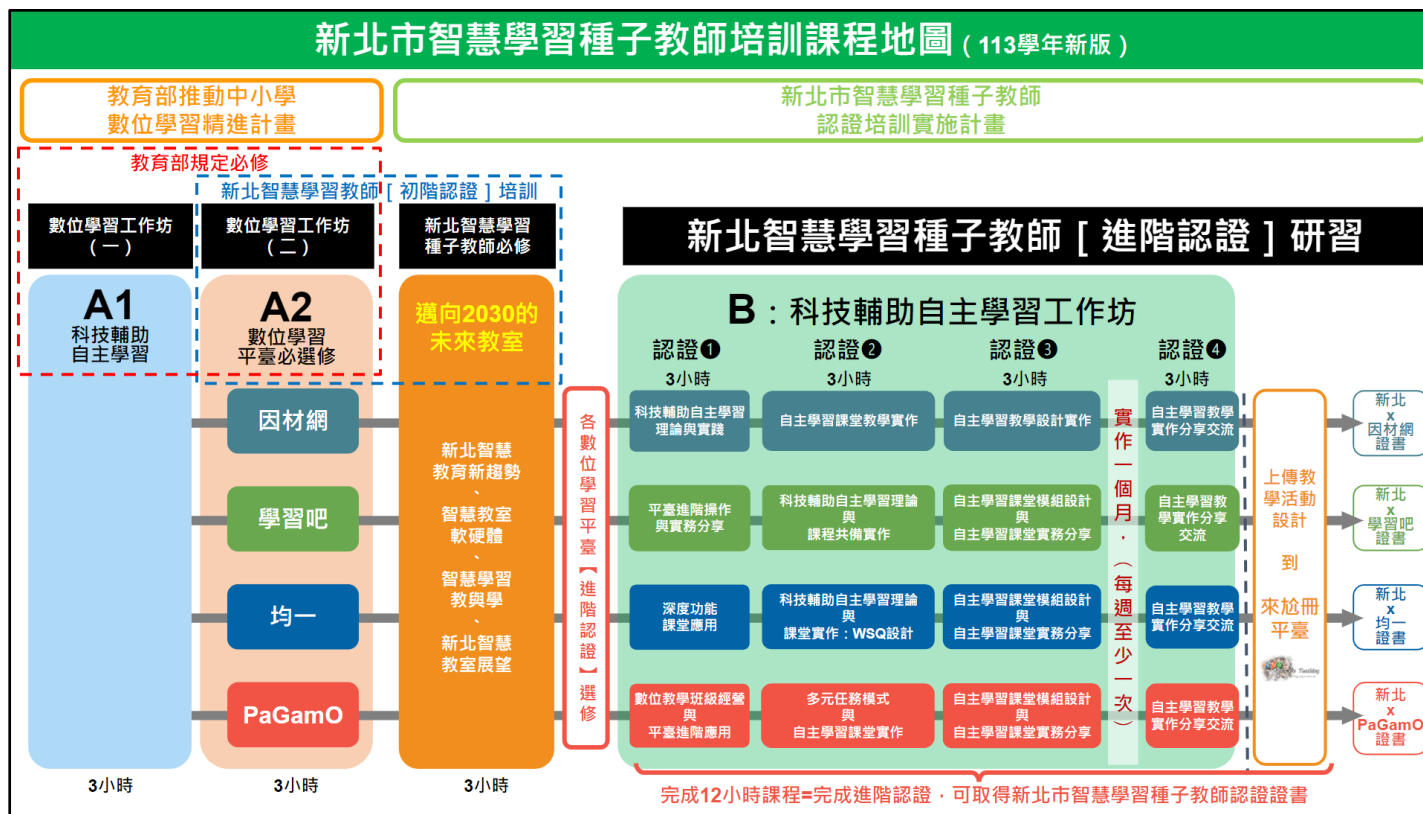 新北市智慧學習種子教師培訓課程地圖（113學年新版）
教育部推動中小學
數位學習精進計畫
新北市智慧學習種子教師
認證培訓實施計畫
教育部規定必修
新北智慧學習教師［初階認證］培訓
數位學習工作坊
（一）
數位學習工作坊
（二）
新北智慧學習
種子教師必修
新北智慧學習種子教師［進階認證］研習
A1
科技輔助
自主學習
A2
數位學習
平臺必選修
邁向2030的
未來教室
因材網
學習吧
均一
PaGamO
新北智慧
教育新趨勢
、
智慧教室
軟硬體
、
智慧學習
教與學
、
新北智慧
教室展望
3小時
3小時
3小時
各數位學習平臺【進階認證】選修
B：科技輔助自主學習工作坊
認證❶
3小時
認證❷
3小時
認證❸
3小時
認證❹
3小時
科技輔助自主學習
理論與實踐
自主學習課堂教學實作
自主學習教學設計實作
自主學習教學
實作分享交流
平臺進階操作
與實務分享
科技輔助自主學習理論
與
課程共備實作
自主學習課堂模組設計
與
自主學習課堂實務分享
自主學習教
學實作分享
交流
深度功能
課堂應用
科技輔助自主學習理論
與
課堂實作：WSQ設計
自主學習課堂模組設計
與
自主學習課堂實務分享
自主學習教學
實作分享交流
數位教學班級經營
與
平臺進階應用
多元任務模式
與
自主學習課堂實作
自主學習課堂模組設計
與
自主學習課堂實務分享
自主學習教學
實作分享交流
實作一個月．（每週至少一次）
上傳教
學活動
設計
到
來尬冊
平臺
新北
x
因材網
證書
新北
x
學習吧
證書
新北
x
均一
證書
新北
x
PaGamO
證書
完成12小時課程=完成進階認證．可取得新北市智慧學習種子教師認證證書